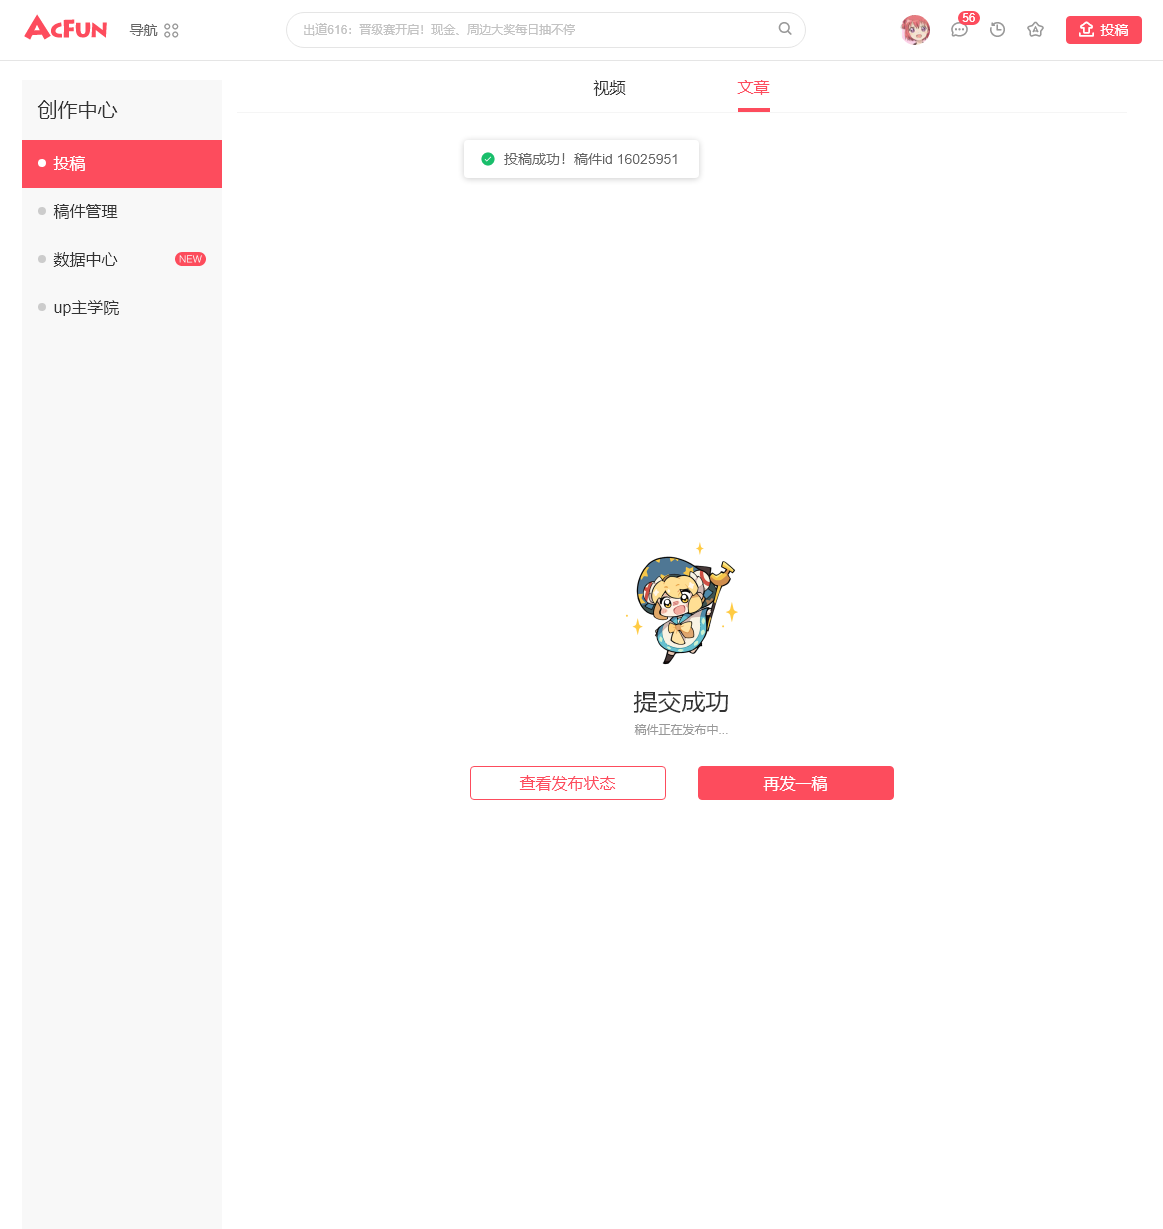 AcFun 导航 出道616：晋级赛开启！现金、周边大奖每日抽不停 56 投稿
创作中心
投稿
稿件管理
数据中心 NEW
up主学院
视频 文章
投稿成功！稿件id 16025951
提交成功
稿件正在发布中...
查看发布状态 再发一稿